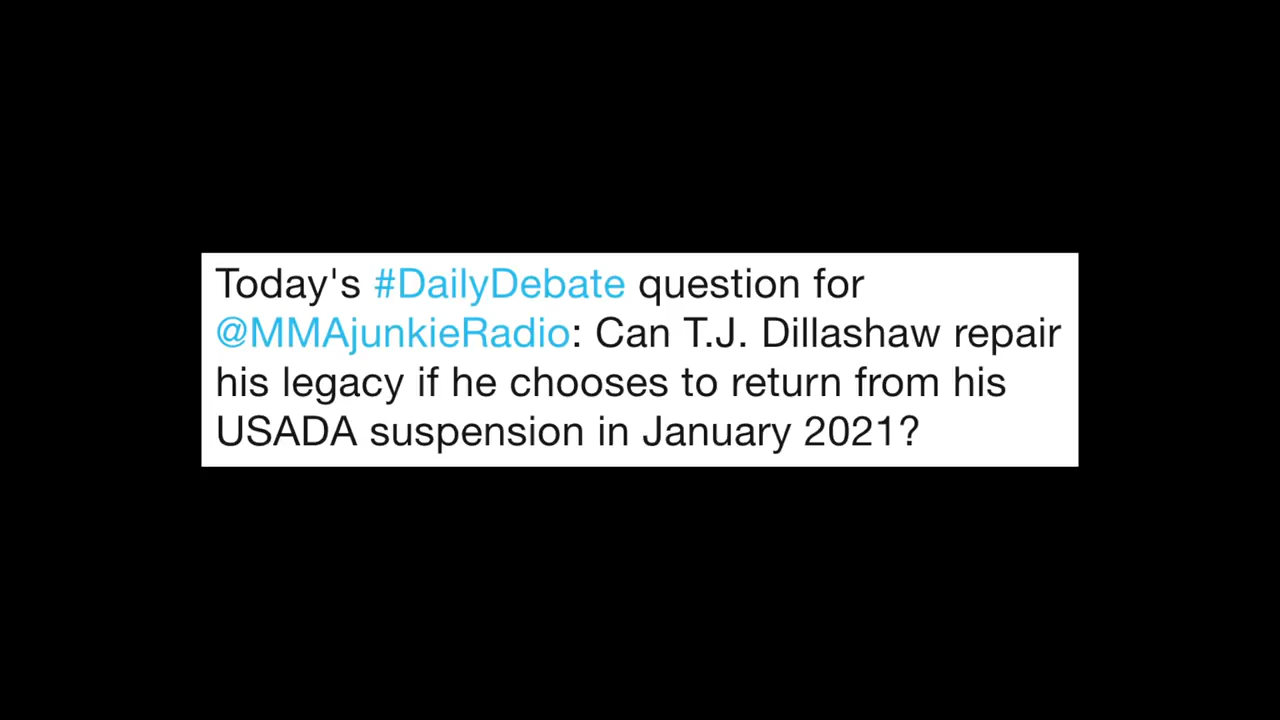 Today's #DailyDebate question for
@MMAjunkieRadio: Can T.J. Dillashaw repair
his legacy if he chooses to return from his
USADA suspension in January 2021?